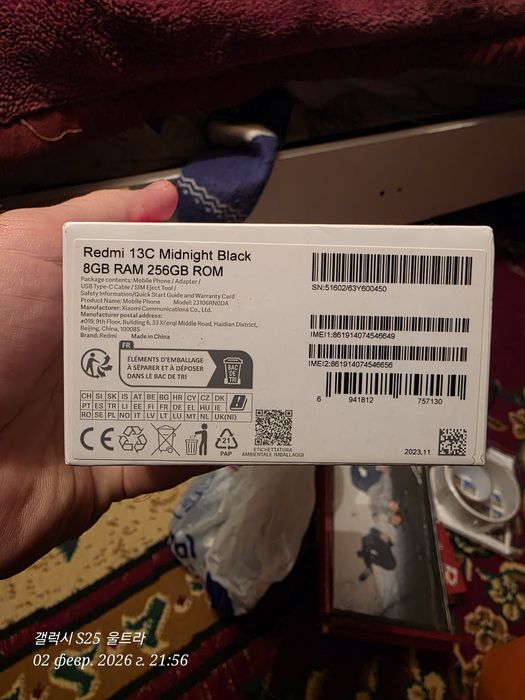 Redmi 13C Midnight Black
8GB RAM 256GB ROM
Package contents: Mobile Phone / Adapter /
USB Type-C Cable / SIM Eject Tool /
Safety Information/Quick Start Guide and Warranty Card
Product Name: Mobile Phone Model: 23106RN0DA
Manufacturer: Xiaomi Communications Co., Ltd.
Manufacturer postal address:
#019, 9th Floor, Building 6, 33 Xi'erqi Middle Road, Haidian District,
Beijing, China, 100085
Brand: Redmi Made in China
SN:51602/63Y600450
IMEI1:861914074546649
IMEI2:861914074546656
6 941812 757130
FR
ÉLÉMENTS D'EMBALLAGE
À SÉPARER ET À DÉPOSER
DANS LE BAC DE TRI
BAC
DE
TRI
CH SI SK IS AT BE BG HR CY CZ DK
PT ES TR LI EE FI FR DE EL HU IE
RO SE PL NO IT LV LT LU MT NL UK(NI)
CE
21
PAP
ETICHETTATURA
AMBIENTALE IMBALLAGGI
2023.11
갤럭시 S25 울트라
02 февр. 2026 г. 21:56